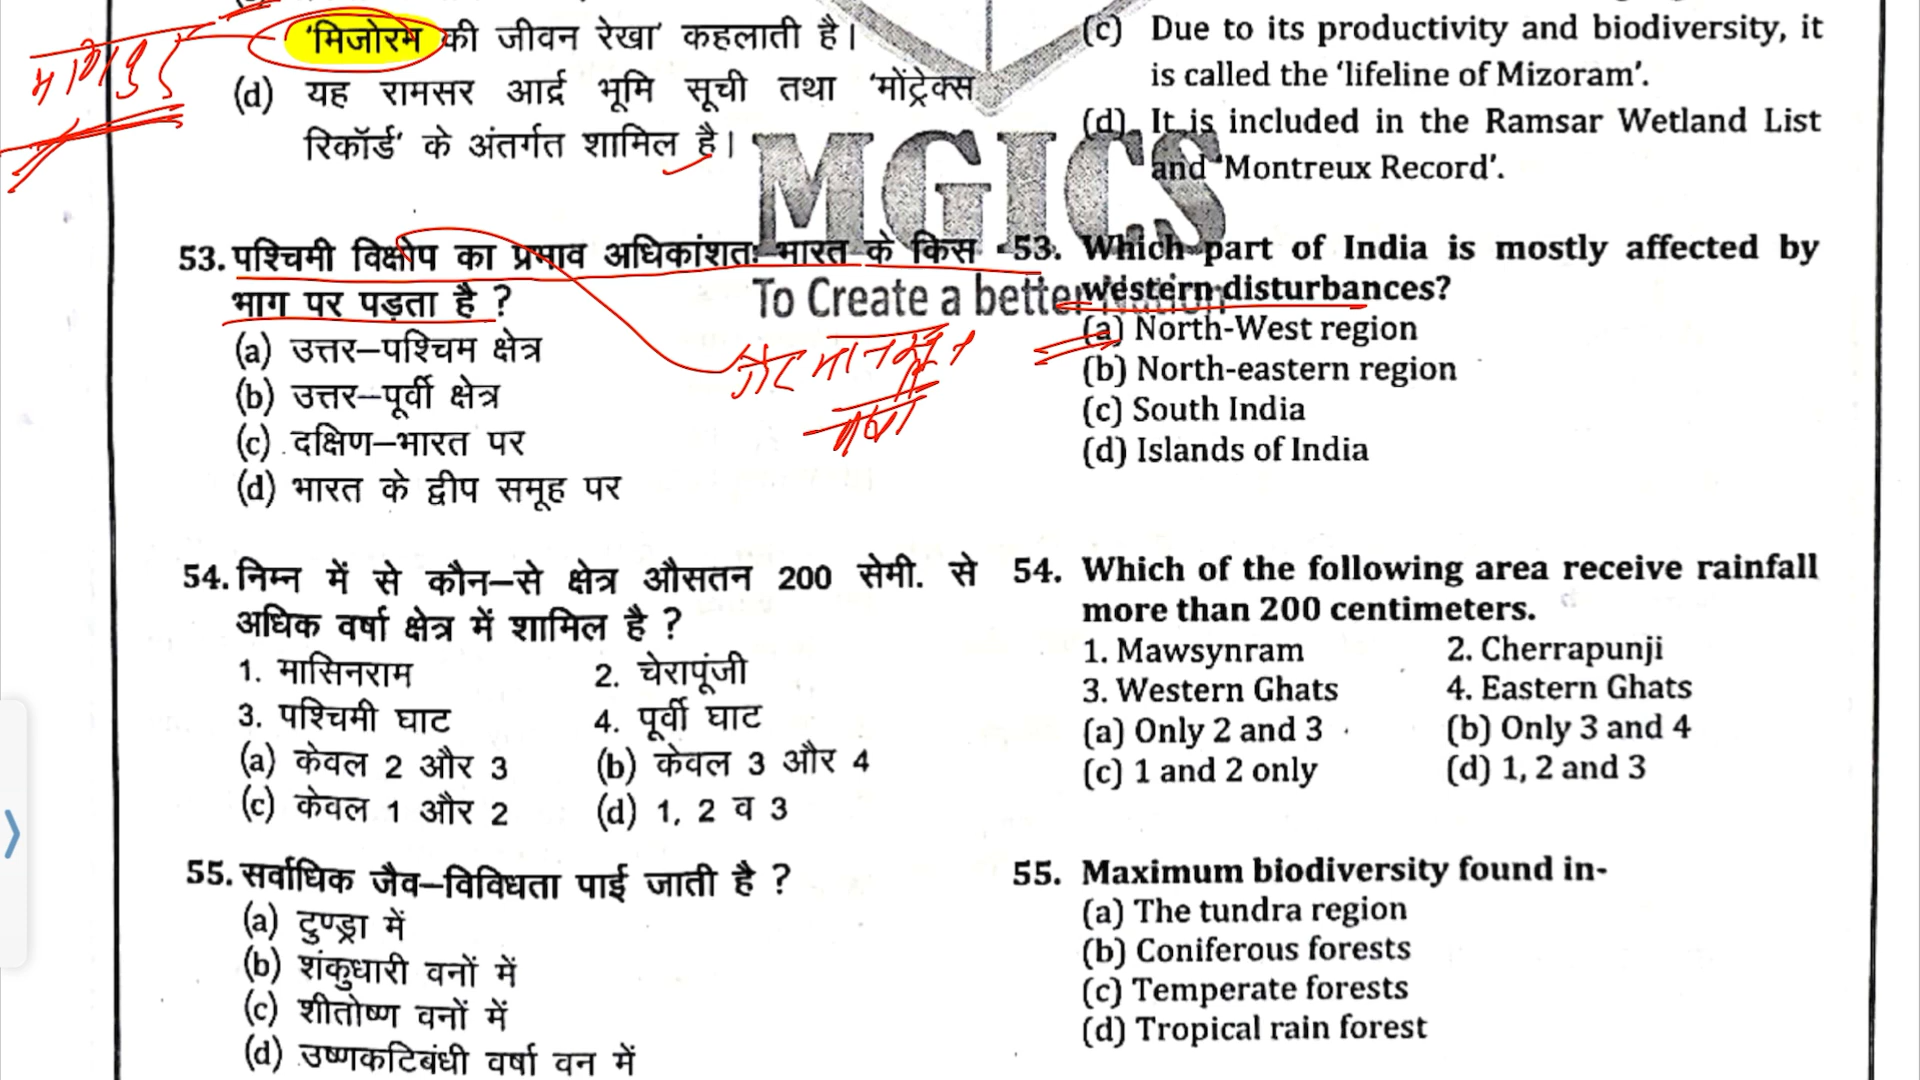 'मिजोरम की जीवन रेखा' कहलाती है।
(d) यह रामसर आर्द्र भूमि सूची तथा 'मोंट्रेक्स
रिकॉर्ड' के अंतर्गत शामिल है।
53. पश्चिमी विक्षोप का प्रभाव अधिकांशतः भारत के किस
भाग पर पड़ता है ?
(a) उत्तर–पश्चिम क्षेत्र
(b) उत्तर–पूर्वी क्षेत्र
(c) दक्षिण–भारत पर
(d) भारत के द्वीप समूह पर
54. निम्न में से कौन–से क्षेत्र औसतन 200 सेमी. से
अधिक वर्षा क्षेत्र में शामिल है ?
1. मासिनराम 2. चेरापूंजी
3. पश्चिमी घाट 4. पूर्वी घाट
(a) केवल 2 और 3 (b) केवल 3 और 4
(c) केवल 1 और 2 (d) 1, 2 व 3
55. सर्वाधिक जैव–विविधता पाई जाती है ?
(a) टुण्ड्रा में
(b) शंकुधारी वनों में
(c) शीतोष्ण वनों में
(d) उष्णकटिबंधी वर्षा वन में
(c) Due to its productivity and biodiversity, it
is called the 'lifeline of Mizoram'.
(d) It is included in the Ramsar Wetland List
and 'Montreux Record'.
53. Which part of India is mostly affected by
western disturbances?
(a) North-West region
(b) North-eastern region
(c) South India
(d) Islands of India
54. Which of the following area receive rainfall
more than 200 centimeters.
1. Mawsynram 2. Cherrapunji
3. Western Ghats 4. Eastern Ghats
(a) Only 2 and 3 (b) Only 3 and 4
(c) 1 and 2 only (d) 1, 2 and 3
55. Maximum biodiversity found in-
(a) The tundra region
(b) Coniferous forests
(c) Temperate forests
(d) Tropical rain forest
MGICS
To Create a better
मणिपुर